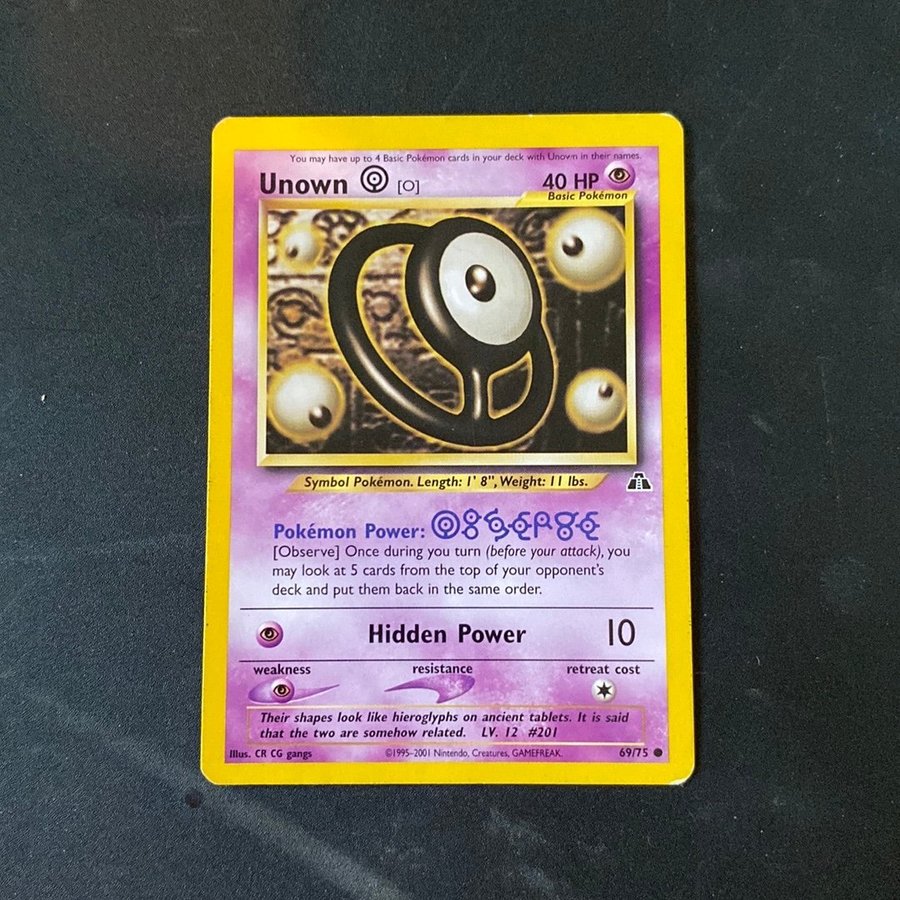 You may have up to 4 Basic Pokémon cards in your deck with Unown in their names.
Unown [O] 40 HP
Basic Pokémon
Symbol Pokémon. Length: 1' 8", Weight: 11 lbs.
Pokémon Power: OBSERVE
[Observe] Once during you turn (before your attack), you
may look at 5 cards from the top of your opponent's
deck and put them back in the same order.
Hidden Power 10
weakness resistance retreat cost
Their shapes look like hieroglyphs on ancient tablets. It is said
that the two are somehow related. LV. 12 #201
Illus. CR CG gangs ©1995-2001 Nintendo, Creatures, GAMEFREAK. 69/75